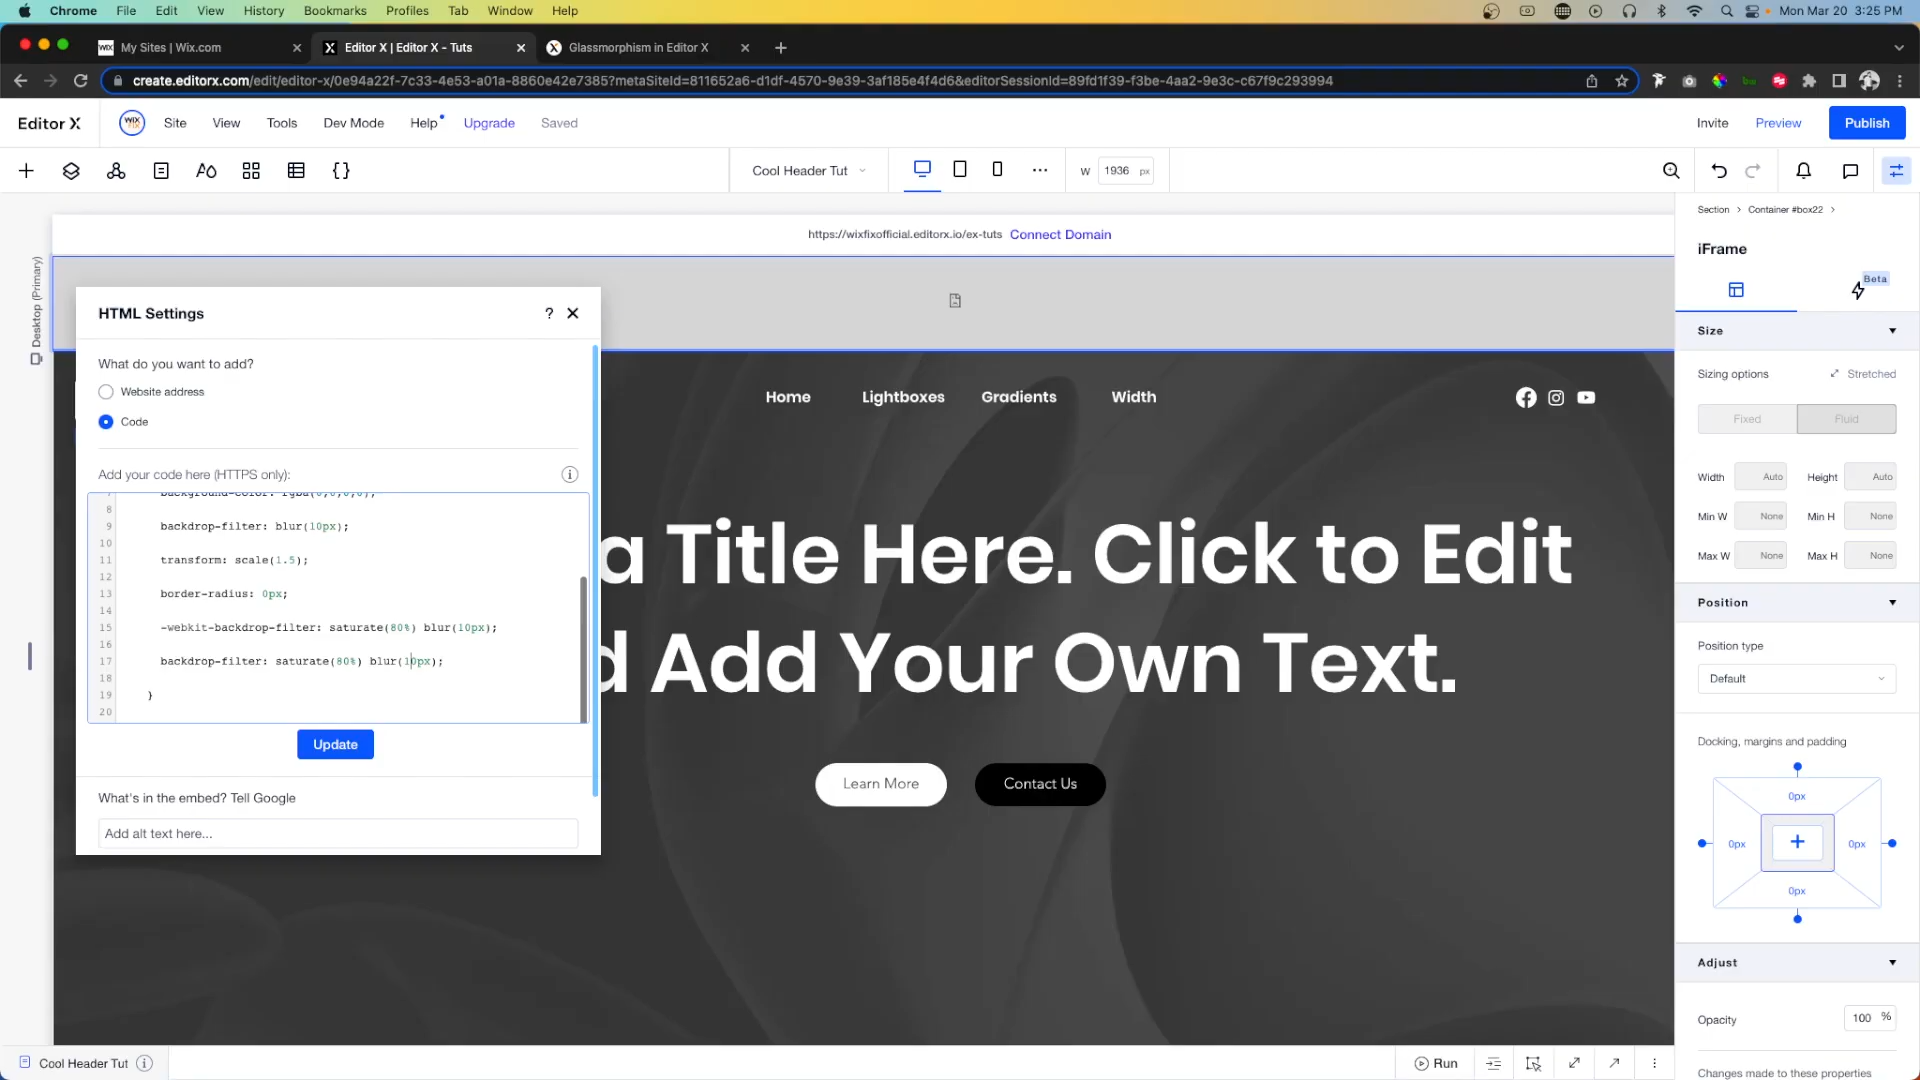 Chrome File Edit View History Bookmarks Profiles Tab Window Help Mon Mar 20 3:25 PM
My Sites | Wix.com Editor X | Editor X - Tuts Glassmorphism in Editor X
create.editorx.com/edit/editor-x/0e94a22f-7c33-4e53-a01a-8860e42e7385?metaSiteId=811652a6-d1df-4570-9e39-3af185e4f4d6&editorSessionId=89fd1f39-f3be-4aa2-9e3c-c67f9c293994
Editor X WIX FIX Site View Tools Dev Mode Help Upgrade Saved Invite Preview Publish
Cool Header Tut W 1936 px
Section > Container #box22 >
https://wixfixofficial.editorx.io/ex-tuts Connect Domain
iFrame
Beta
Desktop (Primary)
HTML Settings ?
What do you want to add?
Website address
Code
Add your code here (HTTPS only):
7 background-color: rgba(0,0,0,0);
8
9 backdrop-filter: blur(10px);
10
11 transform: scale(1.5);
12
13 border-radius: 0px;
14
15 -webkit-backdrop-filter: saturate(80%) blur(10px);
16
17 backdrop-filter: saturate(80%) blur(10px);
18
19 }
20
Update
What's in the embed? Tell Google
Add alt text here...
Home Lightboxes Gradients Width
a Title Here. Click to Edit
d Add Your Own Text.
Learn More Contact Us
Size
Sizing options Stretched
Fixed Fluid
Width Auto Height Auto
Min W None Min H None
Max W None Max H None
Position
Position type
Default
Docking, margins and padding
0px
0px 0px
0px
Adjust
Opacity 100 %
Changes made to these properties
Cool Header Tut Run